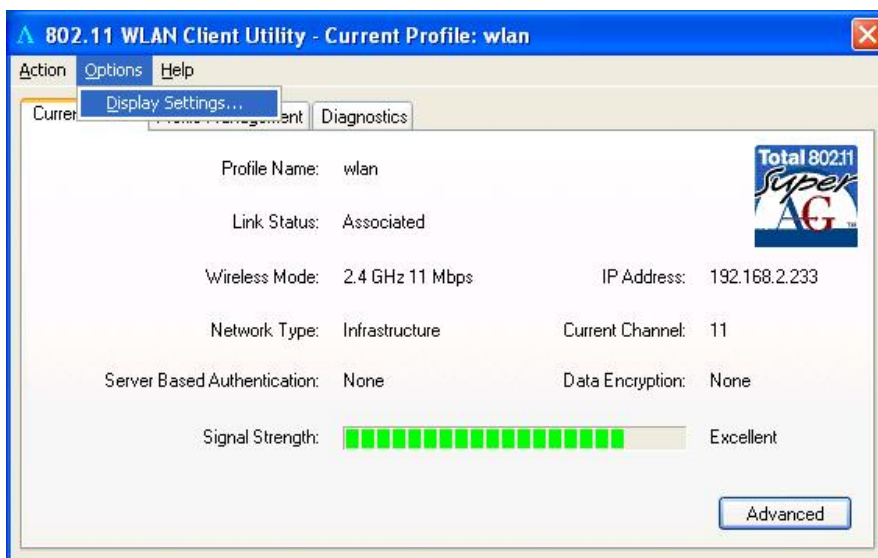 802.11 WLAN Client Utility - Current Profile: wlan
Action Options Help
Display Settings...
Diagnostics
Profile Name: wlan
Total 802.11
Super
AG
Link Status: Associated
Wireless Mode: 2.4 GHz 11 Mbps IP Address: 192.168.2.233
Network Type: Infrastructure Current Channel: 11
Server Based Authentication: None Data Encryption: None
Signal Strength: Excellent
Advanced